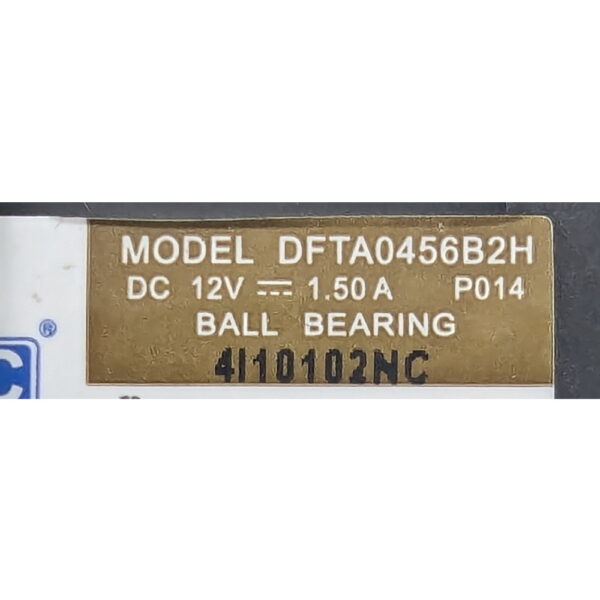 MODEL DFTA0456B2H
DC 12V ⎓ 1.50 A P014
BALL BEARING
4I10102NC
C ®